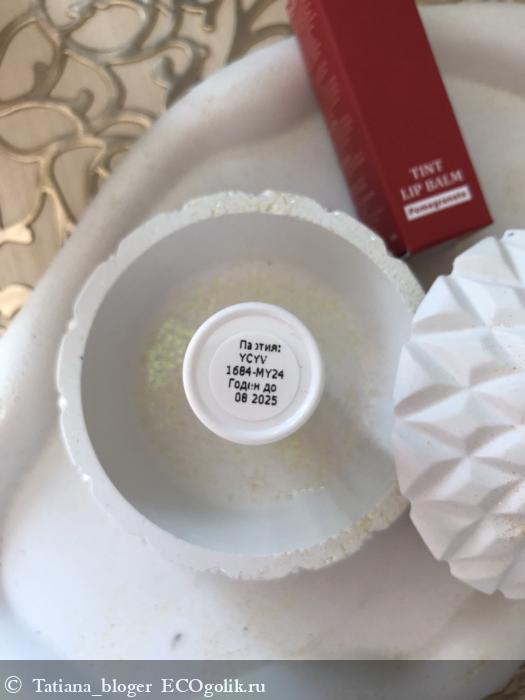 TINT
LIP BALM
Pomegranate
Партия:
YCYV
1684-MY24
Годен до
08 2025
© Tatiana_bloger ECOgolik.ru